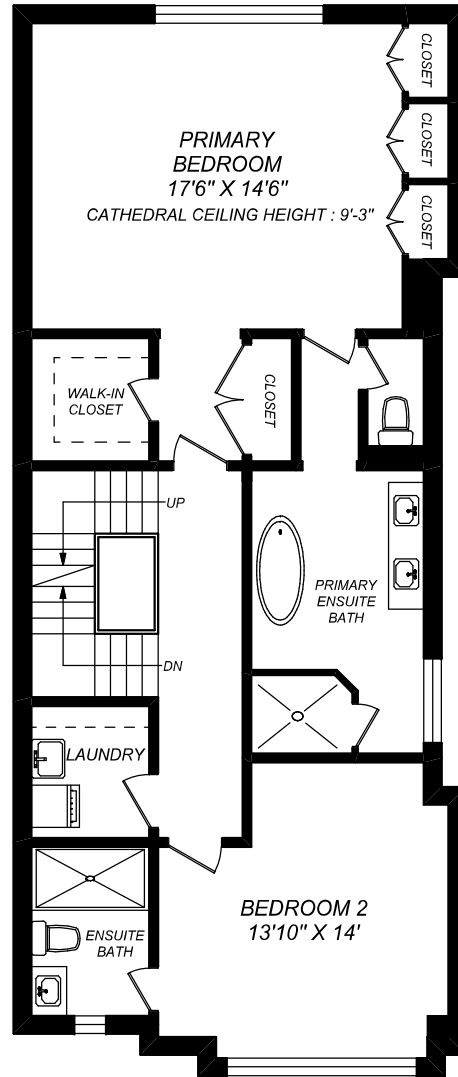 CLOSET
CLOSET
CLOSET
PRIMARY
BEDROOM
17'6" X 14'6"
CATHEDRAL CEILING HEIGHT : 9'-3"
WALK-IN
CLOSET
CLOSET
UP
DN
PRIMARY
ENSUITE
BATH
LAUNDRY
ENSUITE
BATH
BEDROOM 2
13'10" X 14'